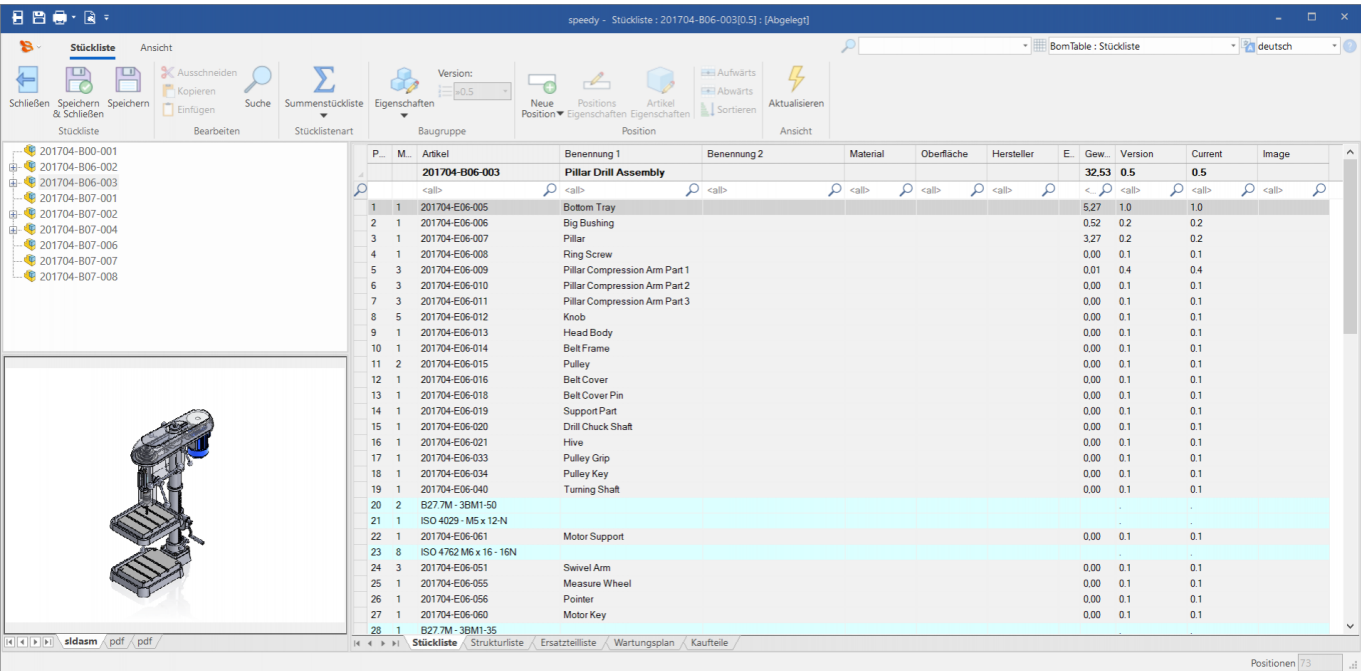 speedy - Stückliste : 201704-B06-003[0.5] : [Abgelegt]
Stückliste Ansicht
BomTable : Stückliste deutsch
Schließen Speichern & Schließen Speichern
Ausschneiden
Kopieren
Einfügen
Suche
Summenstückliste
Eigenschaften
Version:
»0.5
Neue Position
Positions Eigenschaften
Artikel Eigenschaften
Aufwärts
Abwärts
Sortieren
Aktualisieren
Stückliste Bearbeiten Stücklistenart Baugruppe Position Ansicht
201704-B00-001
201704-B06-002
201704-B06-003
201704-B07-001
201704-B07-002
201704-B07-004
201704-B07-006
201704-B07-007
201704-B07-008
sldasm pdf pdf
P... M... Artikel Benennung 1 Benennung 2 Material Oberfläche Hersteller E... Gew... Version Current Image
201704-B06-003 Pillar Drill Assembly 32,53 0.5 0.5
<all> <all> <all> <all> <all> <all> <... <all> <all> <all>
1 1 201704-E06-005 Bottom Tray 5,27 1.0 1.0
2 1 201704-E06-006 Big Bushing 0,52 0.2 0.2
3 1 201704-E06-007 Pillar 3,27 0.2 0.2
4 1 201704-E06-008 Ring Screw 0,00 0.1 0.1
5 3 201704-E06-009 Pillar Compression Arm Part 1 0,01 0.4 0.4
6 3 201704-E06-010 Pillar Compression Arm Part 2 0,00 0.1 0.1
7 3 201704-E06-011 Pillar Compression Arm Part 3 0,00 0.1 0.1
8 5 201704-E06-012 Knob 0,00 0.1 0.1
9 1 201704-E06-013 Head Body 0,00 0.1 0.1
10 1 201704-E06-014 Belt Frame 0,00 0.1 0.1
11 2 201704-E06-015 Pulley 0,00 0.1 0.1
12 1 201704-E06-016 Belt Cover 0,00 0.1 0.1
13 1 201704-E06-018 Belt Cover Pin 0,00 0.1 0.1
14 1 201704-E06-019 Support Part 0,00 0.1 0.1
15 1 201704-E06-020 Drill Chuck Shaft 0,00 0.1 0.1
16 1 201704-E06-021 Hive 0,00 0.1 0.1
17 1 201704-E06-033 Pulley Grip 0,00 0.1 0.1
18 1 201704-E06-034 Pulley Key 0,00 0.1 0.1
19 1 201704-E06-040 Turning Shaft 0,00 0.1 0.1
20 2 B27.7M - 3BM1-50 . .
21 1 ISO 4029 - M5 x 12-N . .
22 1 201704-E06-061 Motor Support 0,00 0.1 0.1
23 8 ISO 4762 M6 x 16 - 16N . .
24 3 201704-E06-051 Swivel Arm 0,00 0.1 0.1
25 1 201704-E06-055 Measure Wheel 0,00 0.1 0.1
26 1 201704-E06-056 Pointer 0,00 0.1 0.1
27 1 201704-E06-060 Motor Key 0,00 0.1 0.1
28 1 B27.7M - 3BM1-35
Stückliste Strukturliste Ersatzteilliste Wartungsplan Kaufteile
Positionen 73